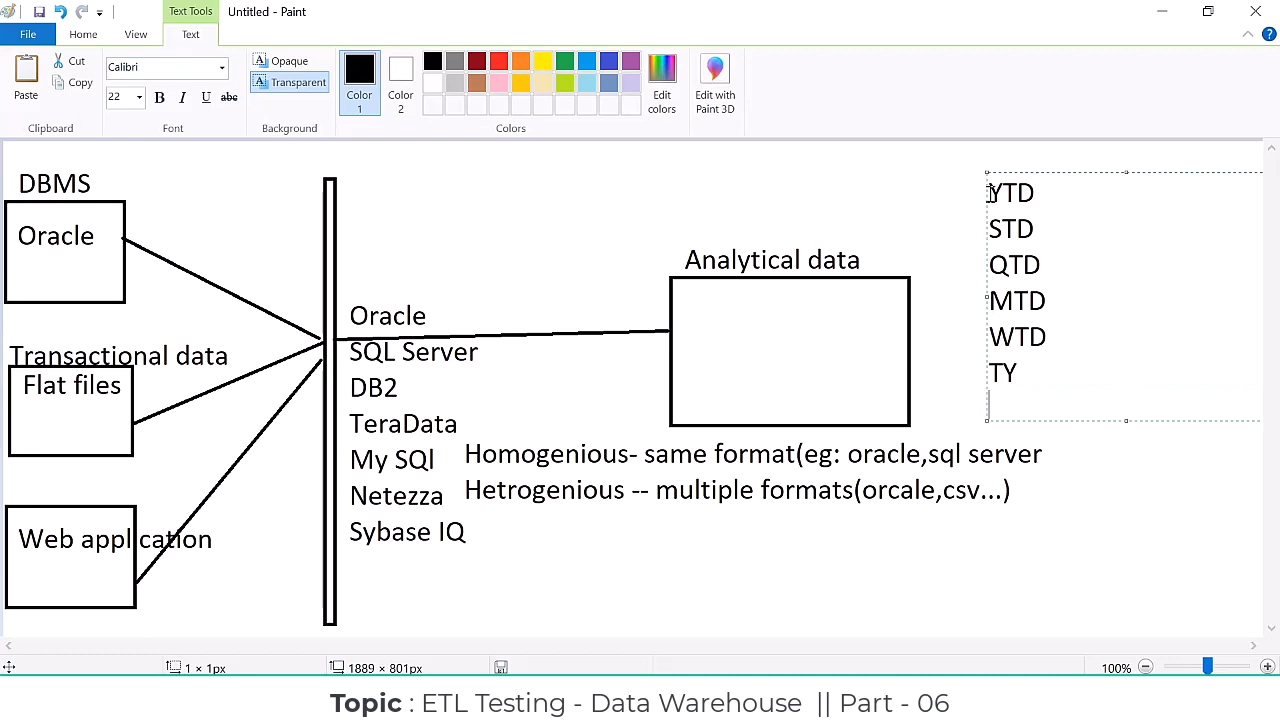 Text Tools
Untitled - Paint
File
Home
View
Text
Paste
Cut
Copy
Clipboard
Calibri
22
B I U abc
Font
Opaque
Transparent
Background
Color 1
Color 2
Edit colors
Colors
Edit with Paint 3D
DBMS
Oracle
Transactional data
Flat files
Web application
Oracle
SQL Server
DB2
TeraData
My SQl
Netezza
Sybase IQ
Analytical data
Homogenious- same format(eg: oracle,sql server
Hetrogenious -- multiple formats(orcale,csv...)
YTD
STD
QTD
MTD
WTD
TY
1 × 1px
1889 × 801px
100%
Topic : ETL Testing - Data Warehouse || Part - 06